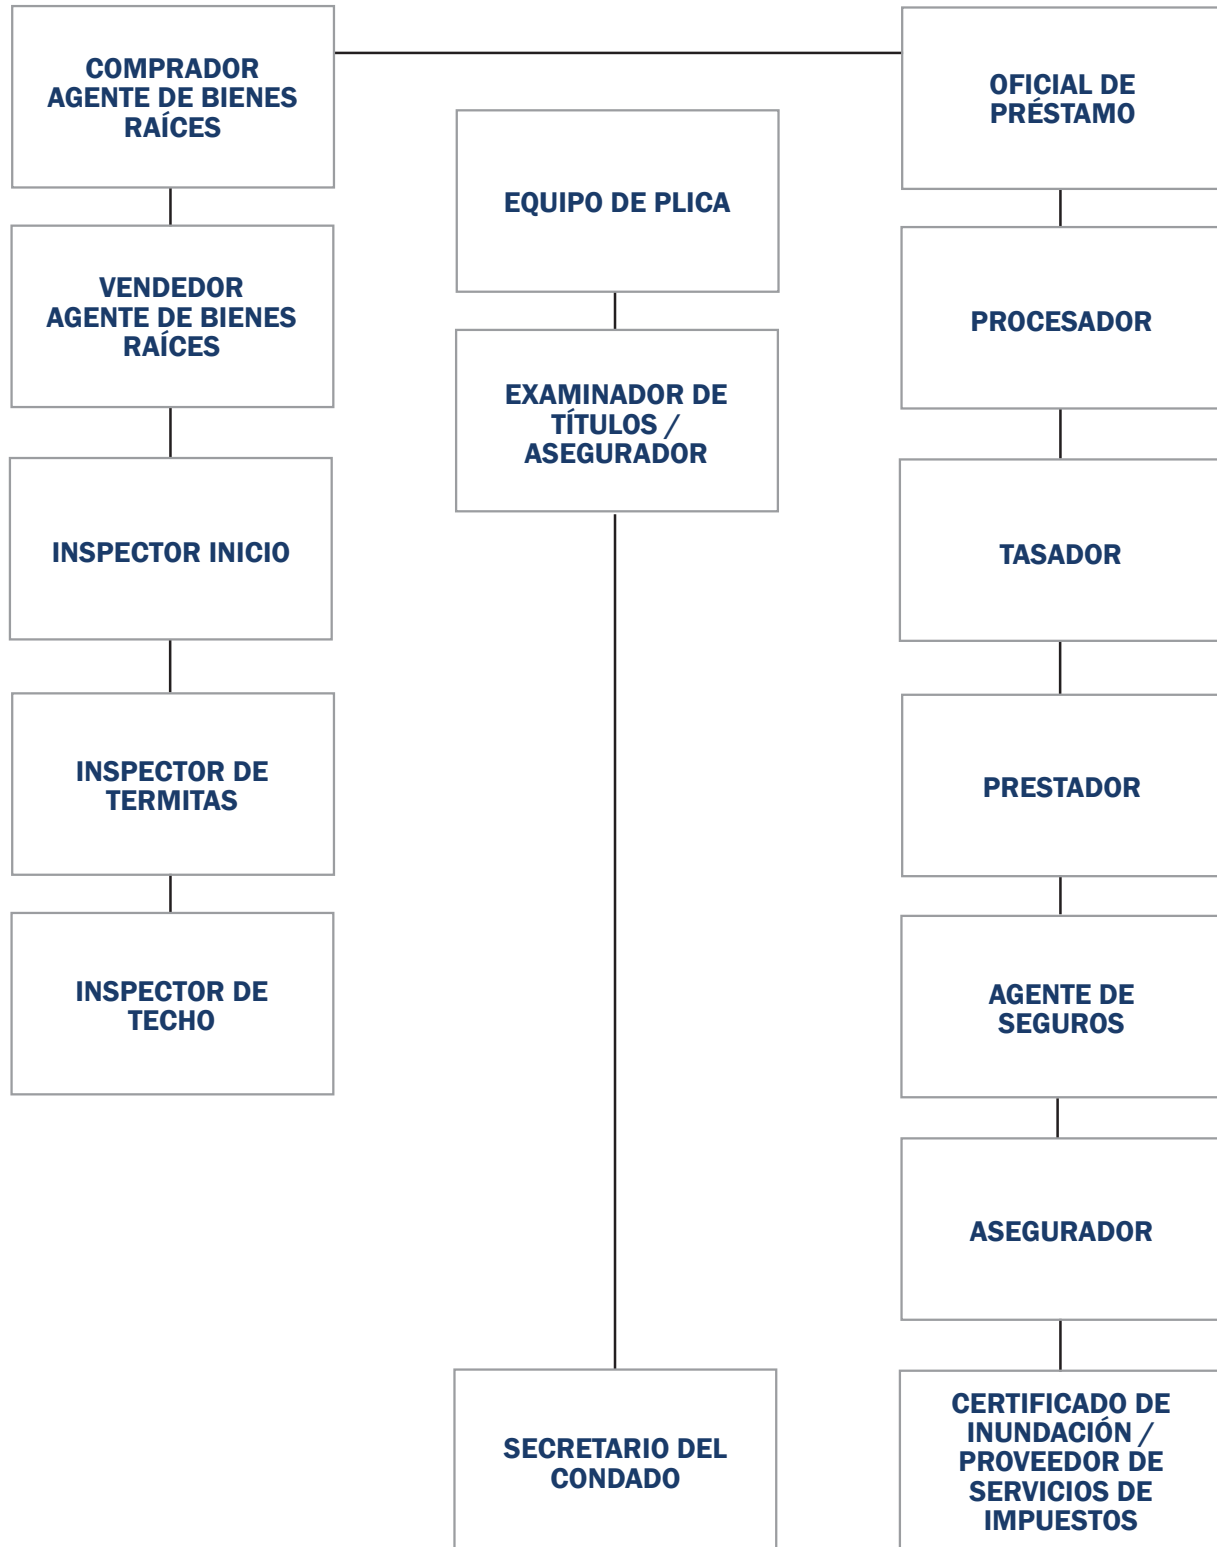 COMPRADOR
AGENTE DE BIENES
RAÍCES
VENDEDOR
AGENTE DE BIENES
RAÍCES
INSPECTOR INICIO
INSPECTOR DE
TERMITAS
INSPECTOR DE
TECHO
EQUIPO DE PLICA
EXAMINADOR DE
TÍTULOS /
ASEGURADOR
SECRETARIO DEL
CONDADO
OFICIAL DE
PRÉSTAMO
PROCESADOR
TASADOR
PRESTADOR
AGENTE DE
SEGUROS
ASEGURADOR
CERTIFICADO DE
INUNDACIÓN /
PROVEEDOR DE
SERVICIOS DE
IMPUESTOS